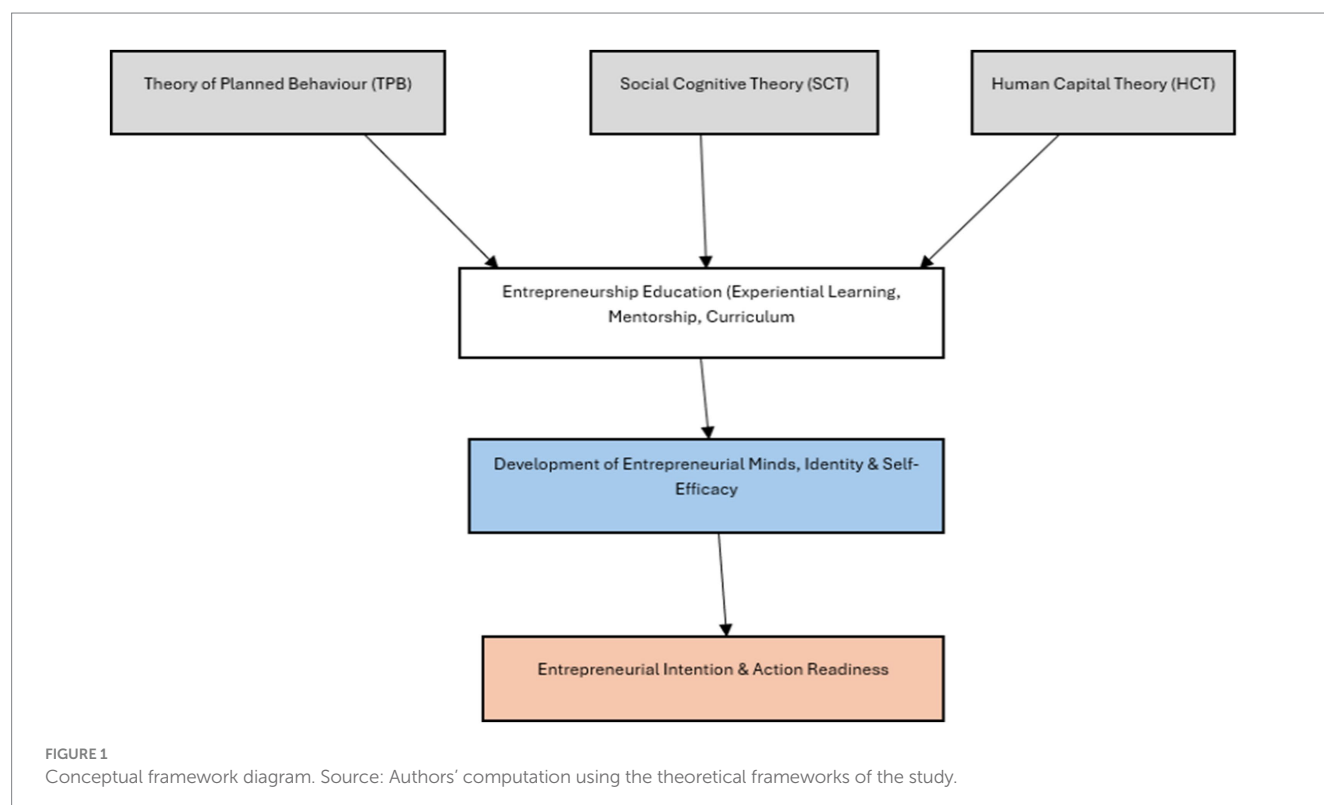 Theory of Planned Behaviour (TPB)
Social Cognitive Theory (SCT)
Human Capital Theory (HCT)
Entrepreneurship Education (Experiential Learning,
Mentorship, Curriculum
Development of Entrepreneurial Minds, Identity & Self-
Efficacy
Entrepreneurial Intention & Action Readiness
FIGURE 1
Conceptual framework diagram. Source: Authors' computation using the theoretical frameworks of the study.